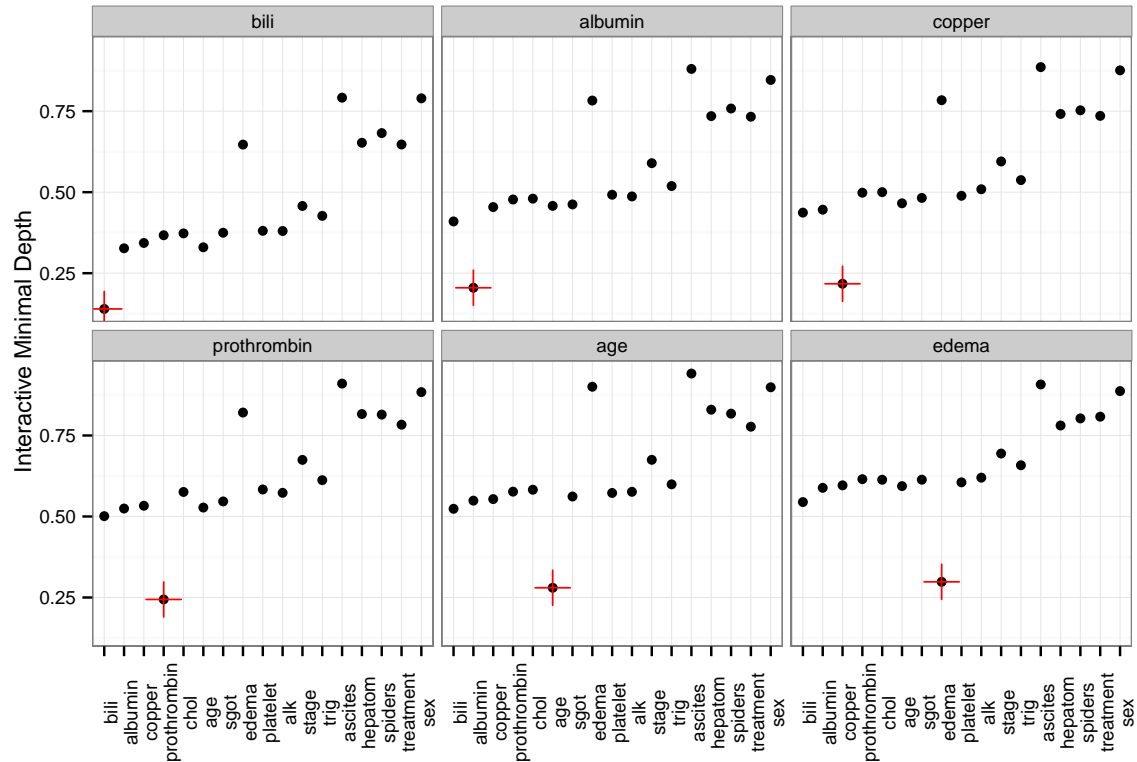 bili albumin copper
0.75
0.50
0.25
Interactive Minimal Depth
prothrombin age edema
0.75
0.50
0.25
bili albumin copper prothrombin chol age sgot edema platelet alk stage trig ascites hepatom spiders treatment sex
bili albumin copper prothrombin chol age sgot edema platelet alk stage trig ascites hepatom spiders treatment sex
bili albumin copper prothrombin chol age sgot edema platelet alk stage trig ascites hepatom spiders treatment sex